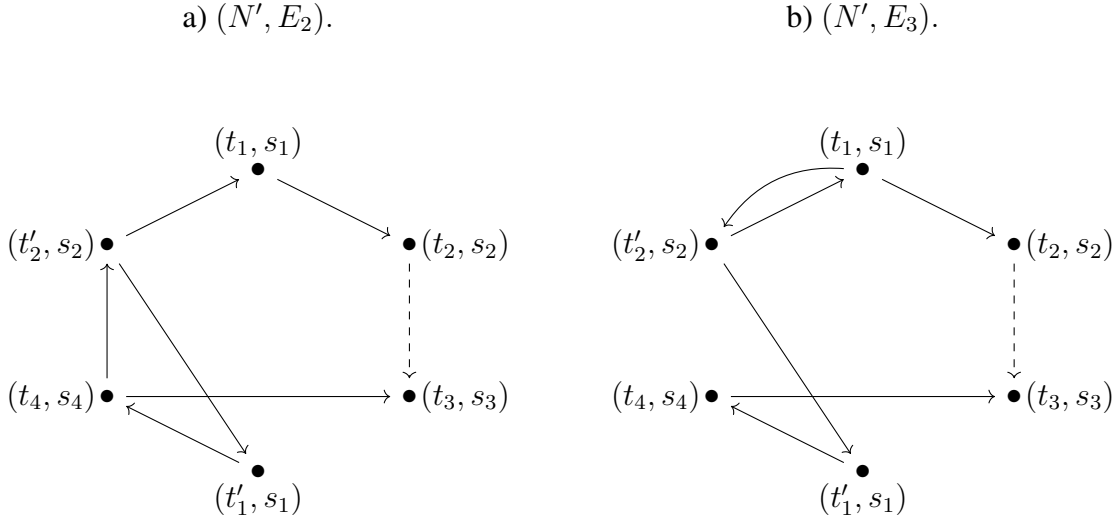 a) (N′, E₂). b) (N′, E₃).
(t₁, s₁) (t₁, s₁)
(t′₂, s₂) (t₂, s₂) (t′₂, s₂) (t₂, s₂)
(t₄, s₄) (t₃, s₃) (t₄, s₄) (t₃, s₃)
(t′₁, s₁) (t′₁, s₁)